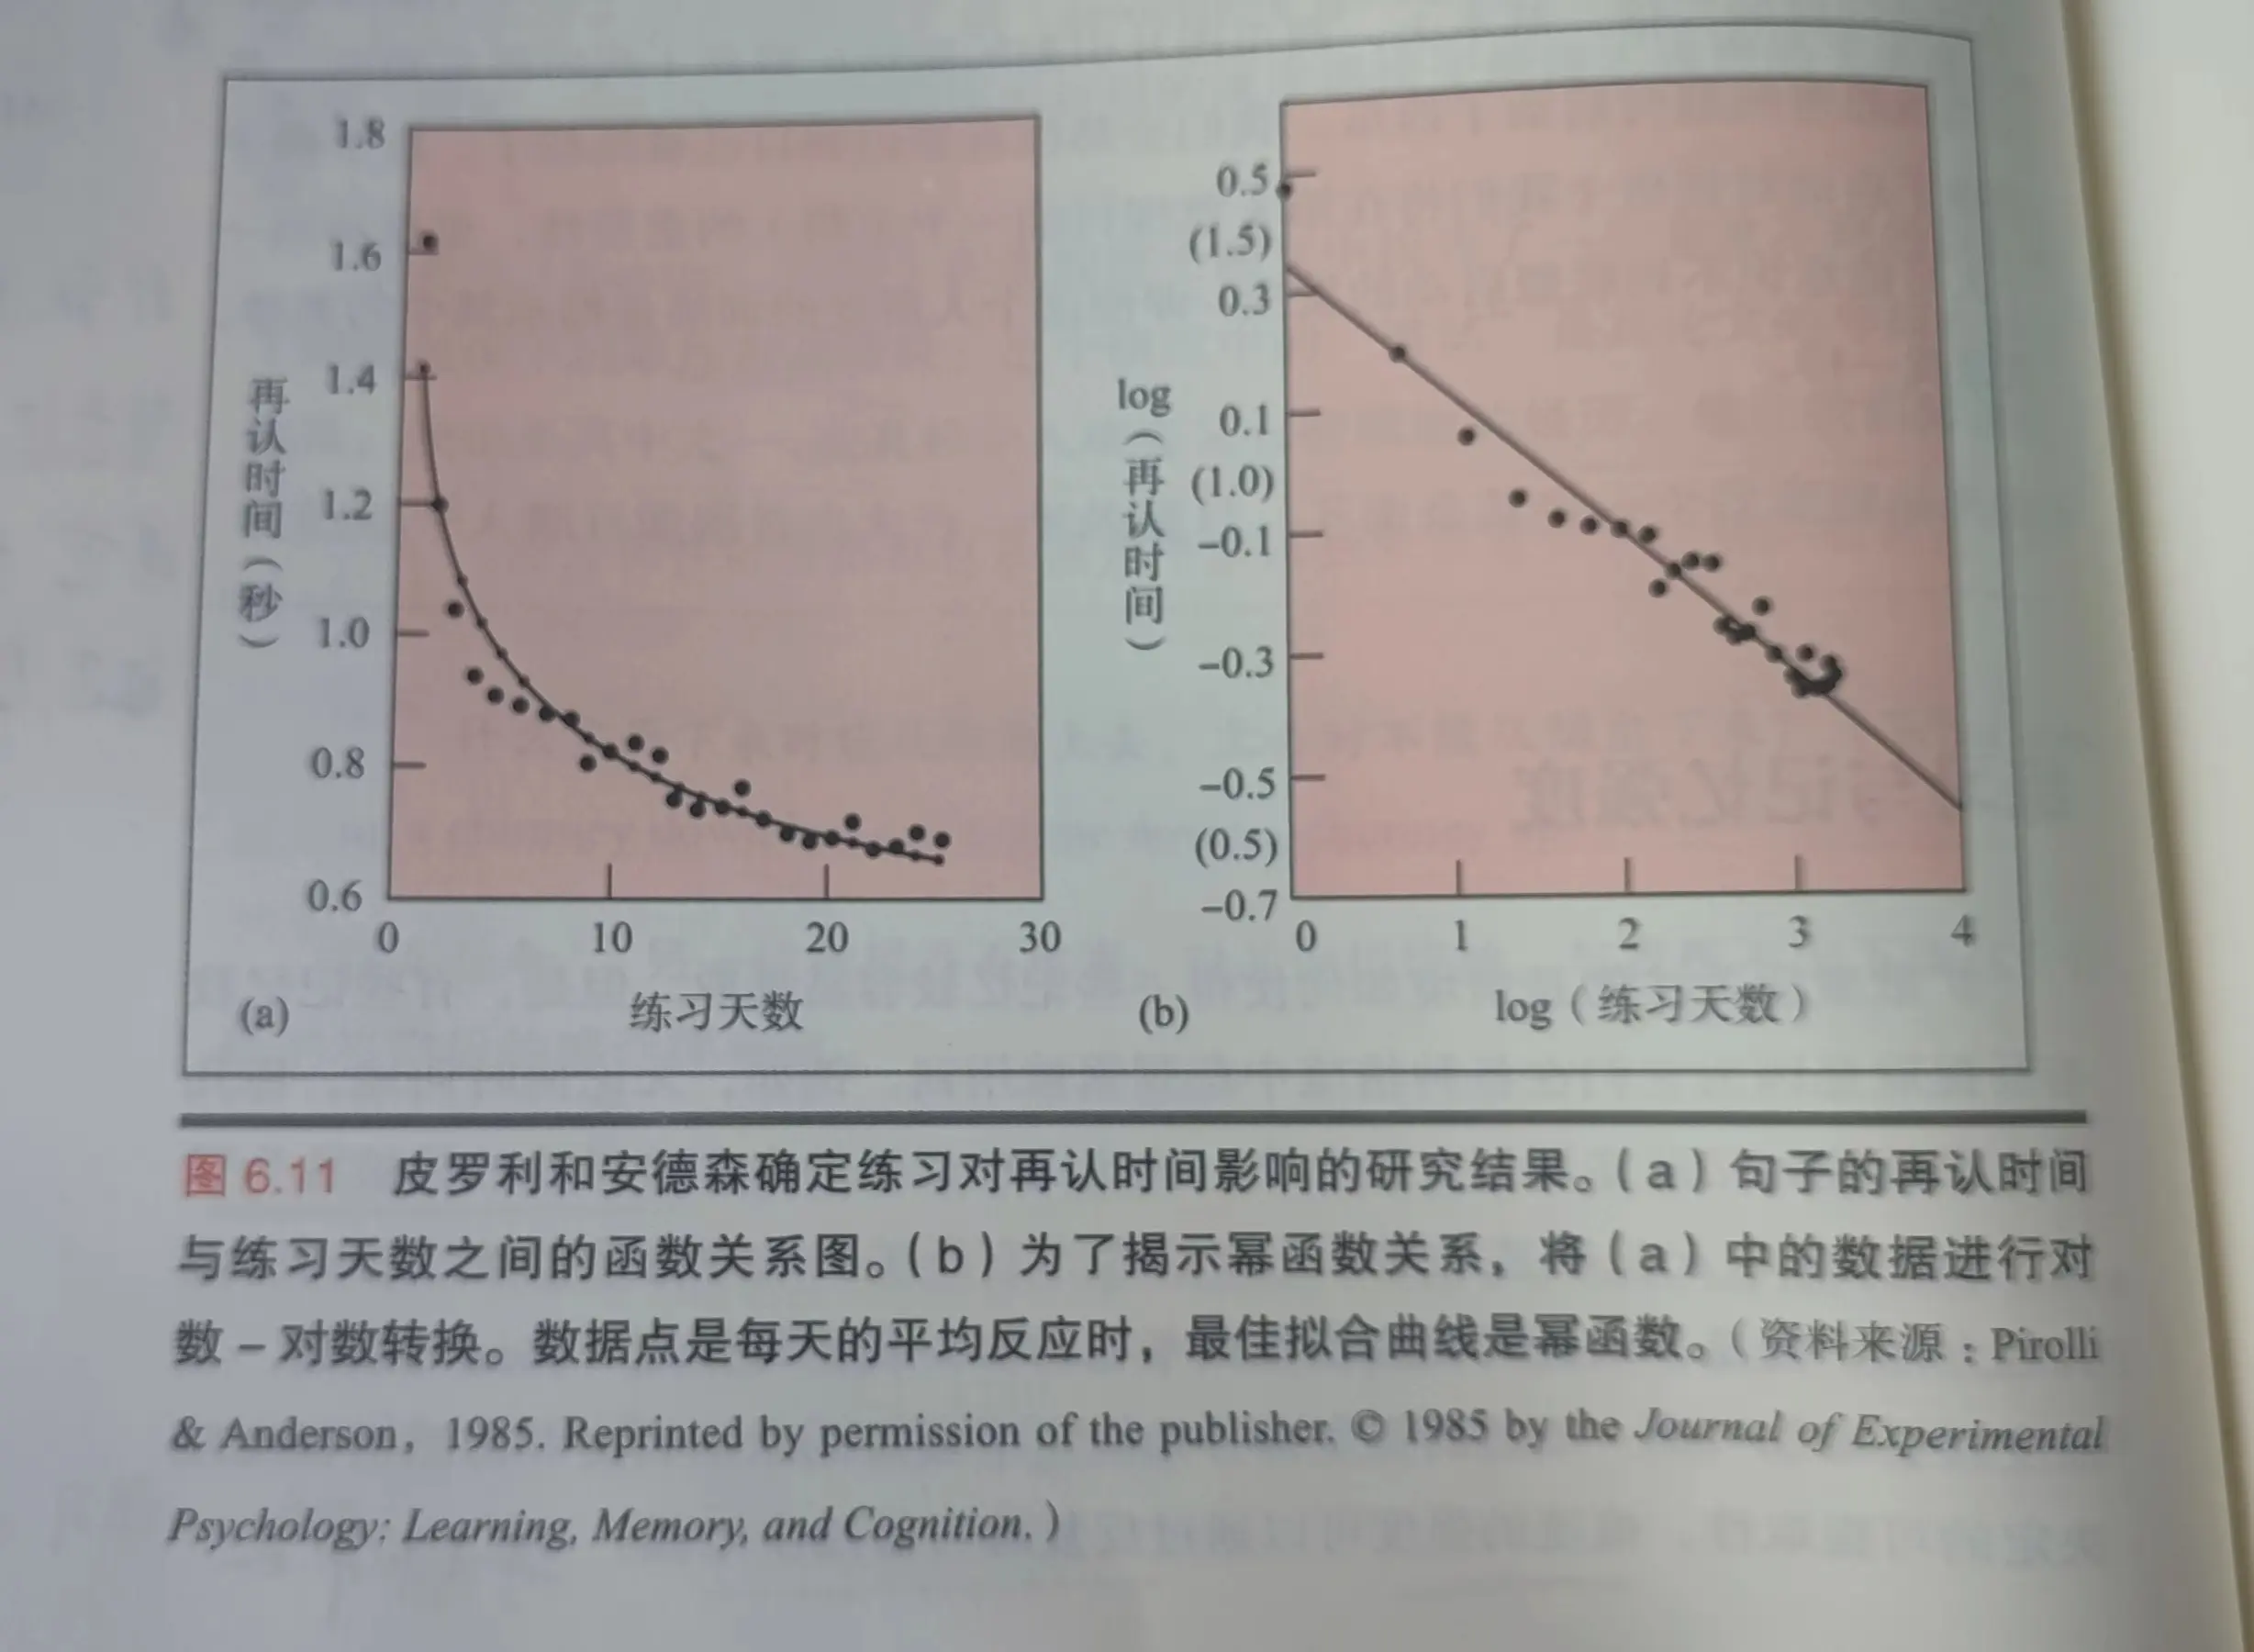 1.8
1.6
1.4
1.2
1.0
0.8
0.6
再认时间（秒）
0
10
20
30
(a)
练习天数
0.5
(1.5)
0.3
0.1
(1.0)
–0.1
–0.3
–0.5
(0.5)
–0.7
log（再认时间）
0
1
2
3
4
(b)
log（练习天数）
图 6.11 皮罗利和安德森确定练习对再认时间影响的研究结果。（a）句子的再认时间
与练习天数之间的函数关系图。（b）为了揭示幂函数关系，将（a）中的数据进行对
数 – 对数转换。数据点是每天的平均反应时，最佳拟合曲线是幂函数。（资料来源：Pirolli
& Anderson，1985. Reprinted by permission of the publisher. © 1985 by the Journal of Experimental
Psychology: Learning, Memory, and Cognition.）